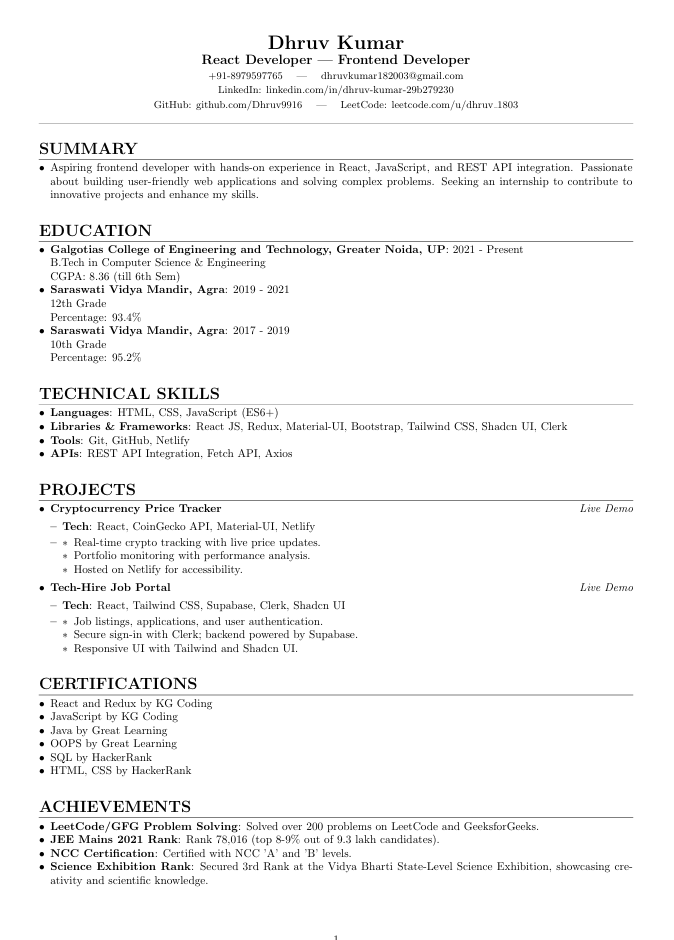 Dhruv Kumar
React Developer — Frontend Developer
+91-8979597765 — dhruvkumar182003@gmail.com
LinkedIn: linkedin.com/in/dhruv-kumar-29b279230
GitHub: github.com/Dhruv9916 — LeetCode: leetcode.com/u/dhruv_1803
SUMMARY
• Aspiring frontend developer with hands-on experience in React, JavaScript, and REST API integration. Passionate
about building user-friendly web applications and solving complex problems. Seeking an internship to contribute to
innovative projects and enhance my skills.
EDUCATION
• Galgotias College of Engineering and Technology, Greater Noida, UP: 2021 - Present
B.Tech in Computer Science & Engineering
CGPA: 8.36 (till 6th Sem)
• Saraswati Vidya Mandir, Agra: 2019 - 2021
12th Grade
Percentage: 93.4%
• Saraswati Vidya Mandir, Agra: 2017 - 2019
10th Grade
Percentage: 95.2%
TECHNICAL SKILLS
• Languages: HTML, CSS, JavaScript (ES6+)
• Libraries & Frameworks: React JS, Redux, Material-UI, Bootstrap, Tailwind CSS, Shadcn UI, Clerk
• Tools: Git, GitHub, Netlify
• APIs: REST API Integration, Fetch API, Axios
PROJECTS
• Cryptocurrency Price Tracker Live Demo
– Tech: React, CoinGecko API, Material-UI, Netlify
– ∗ Real-time crypto tracking with live price updates.
∗ Portfolio monitoring with performance analysis.
∗ Hosted on Netlify for accessibility.
• Tech-Hire Job Portal Live Demo
– Tech: React, Tailwind CSS, Supabase, Clerk, Shadcn UI
– ∗ Job listings, applications, and user authentication.
∗ Secure sign-in with Clerk; backend powered by Supabase.
∗ Responsive UI with Tailwind and Shadcn UI.
CERTIFICATIONS
• React and Redux by KG Coding
• JavaScript by KG Coding
• Java by Great Learning
• OOPS by Great Learning
• SQL by HackerRank
• HTML, CSS by HackerRank
ACHIEVEMENTS
• LeetCode/GFG Problem Solving: Solved over 200 problems on LeetCode and GeeksforGeeks.
• JEE Mains 2021 Rank: Rank 78,016 (top 8-9% out of 9.3 lakh candidates).
• NCC Certification: Certified with NCC 'A' and 'B' levels.
• Science Exhibition Rank: Secured 3rd Rank at the Vidya Bharti State-Level Science Exhibition, showcasing cre-
ativity and scientific knowledge.
1